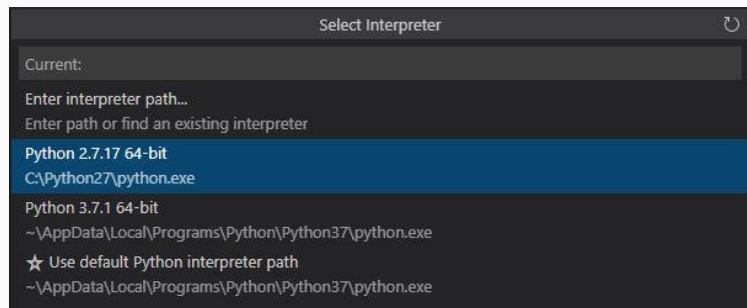 Select Interpreter
Current:
Enter interpreter path...
Enter path or find an existing interpreter
Python 2.7.17 64-bit
C:\Python27\python.exe
Python 3.7.1 64-bit
~\AppData\Local\Programs\Python\Python37\python.exe
☆ Use default Python interpreter path
~\AppData\Local\Programs\Python\Python37\python.exe